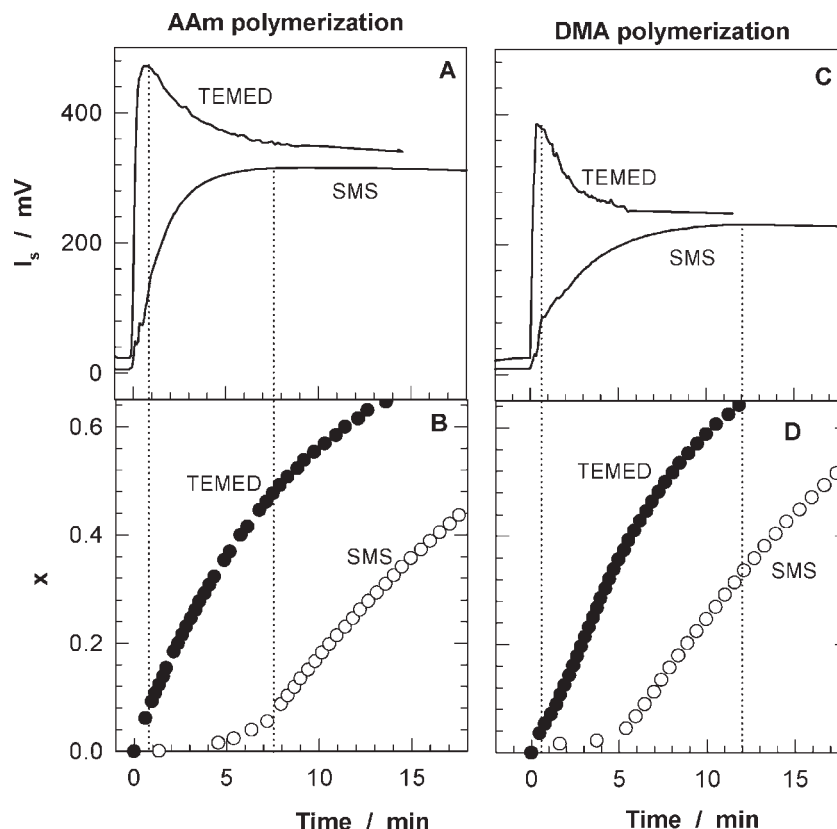 AAm polymerization
DMA polymerization
A
TEMED
SMS
400
200
0
I_s / mV
C
TEMED
SMS
B
TEMED
SMS
0.6
0.4
0.2
0.0
x
0 5 10 15
Time / min
D
TEMED
SMS
0 5 10 15
Time / min